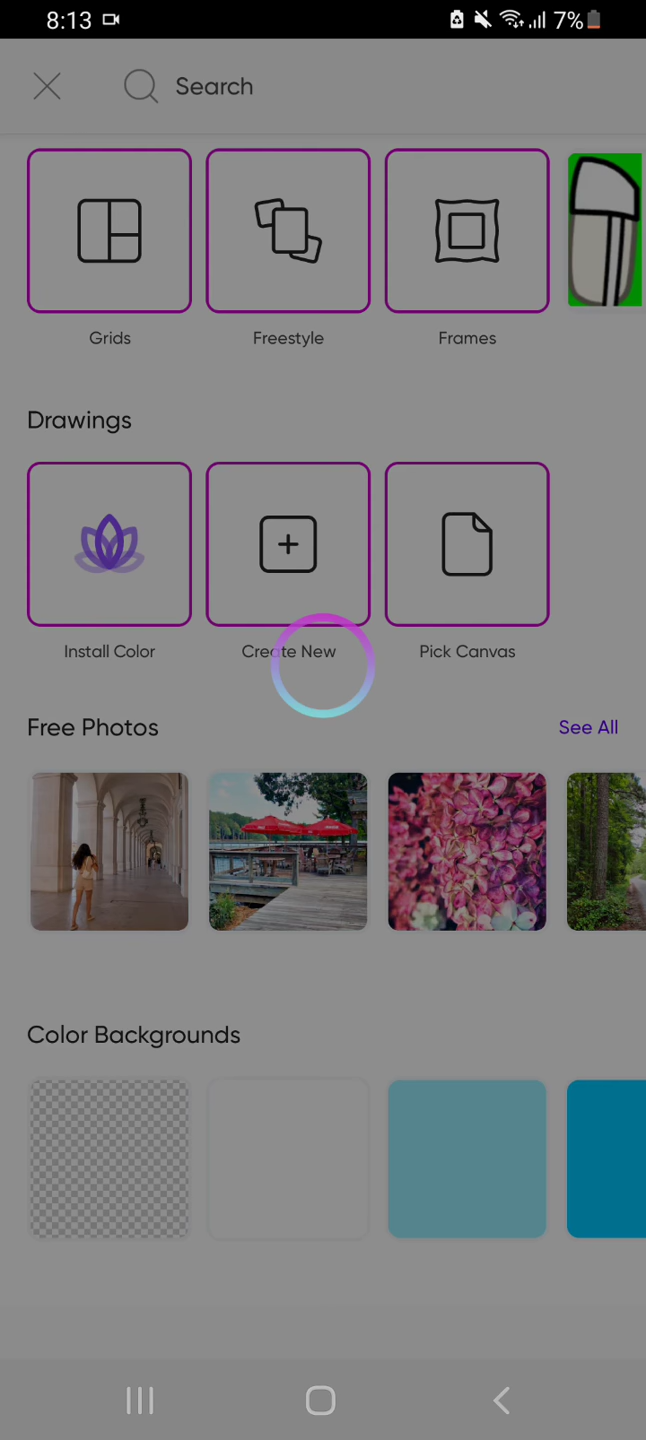 8:13
7%
Search
Grids
Freestyle
Frames
Drawings
Install Color
Create New
Pick Canvas
Free Photos
See All
Color Backgrounds